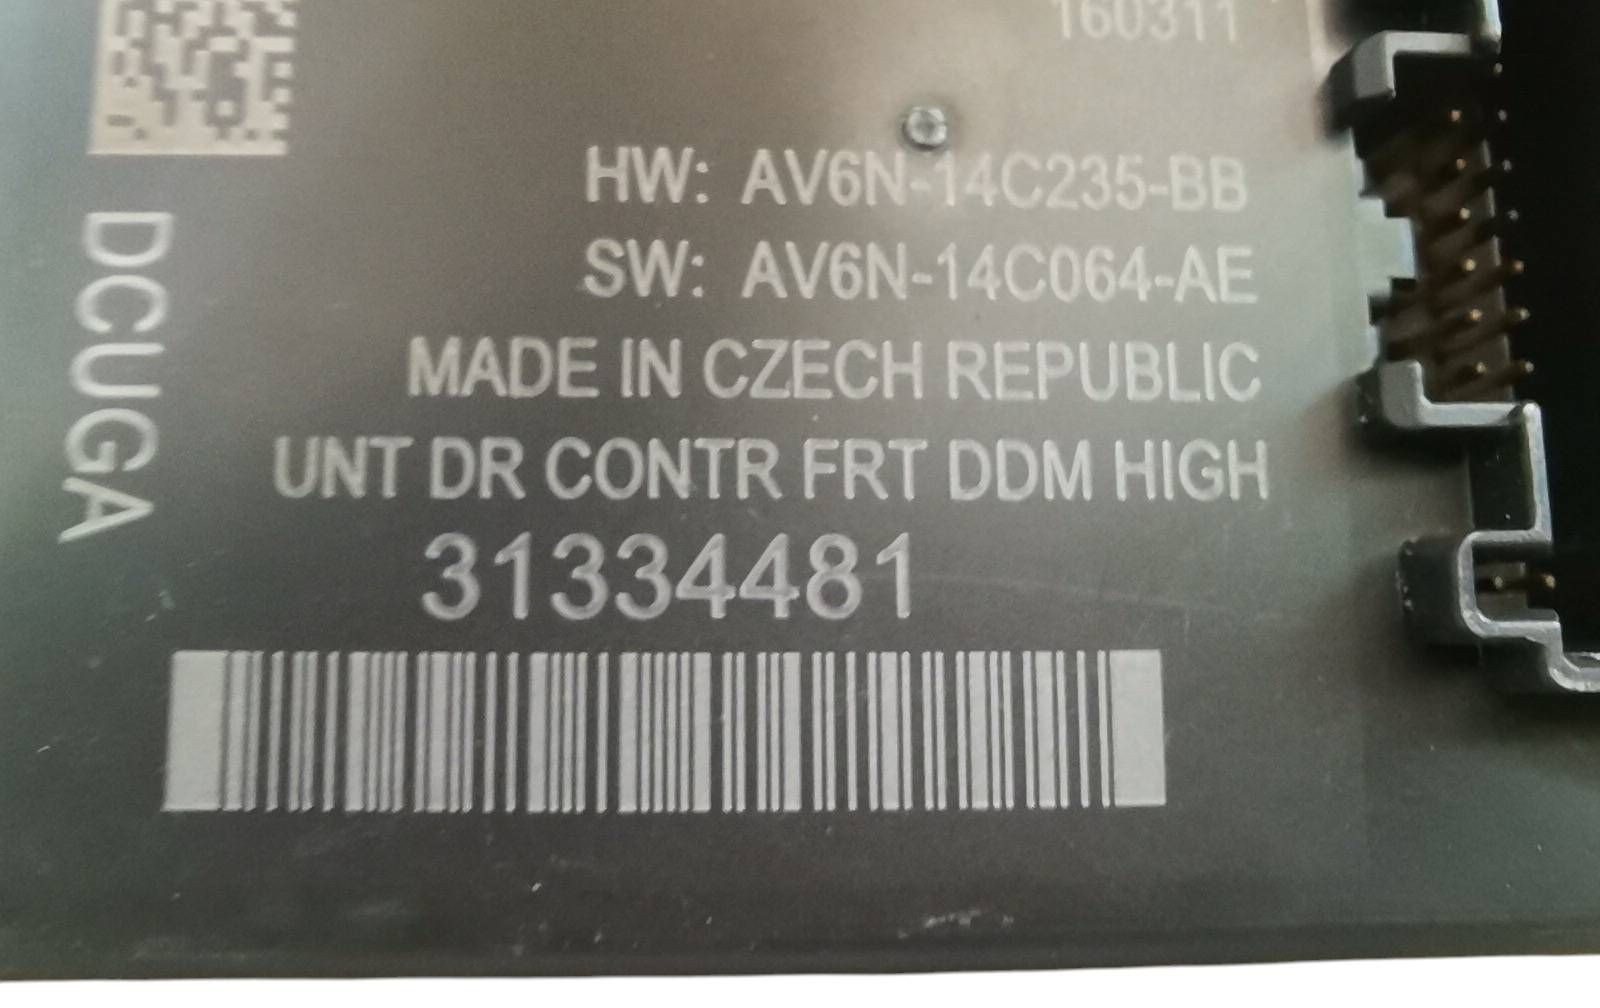 160311
HW: AV6N-14C235-BB
SW: AV6N-14C064-AE
MADE IN CZECH REPUBLIC
UNT DR CONTR FRT DDM HIGH
31334481
DCUGA